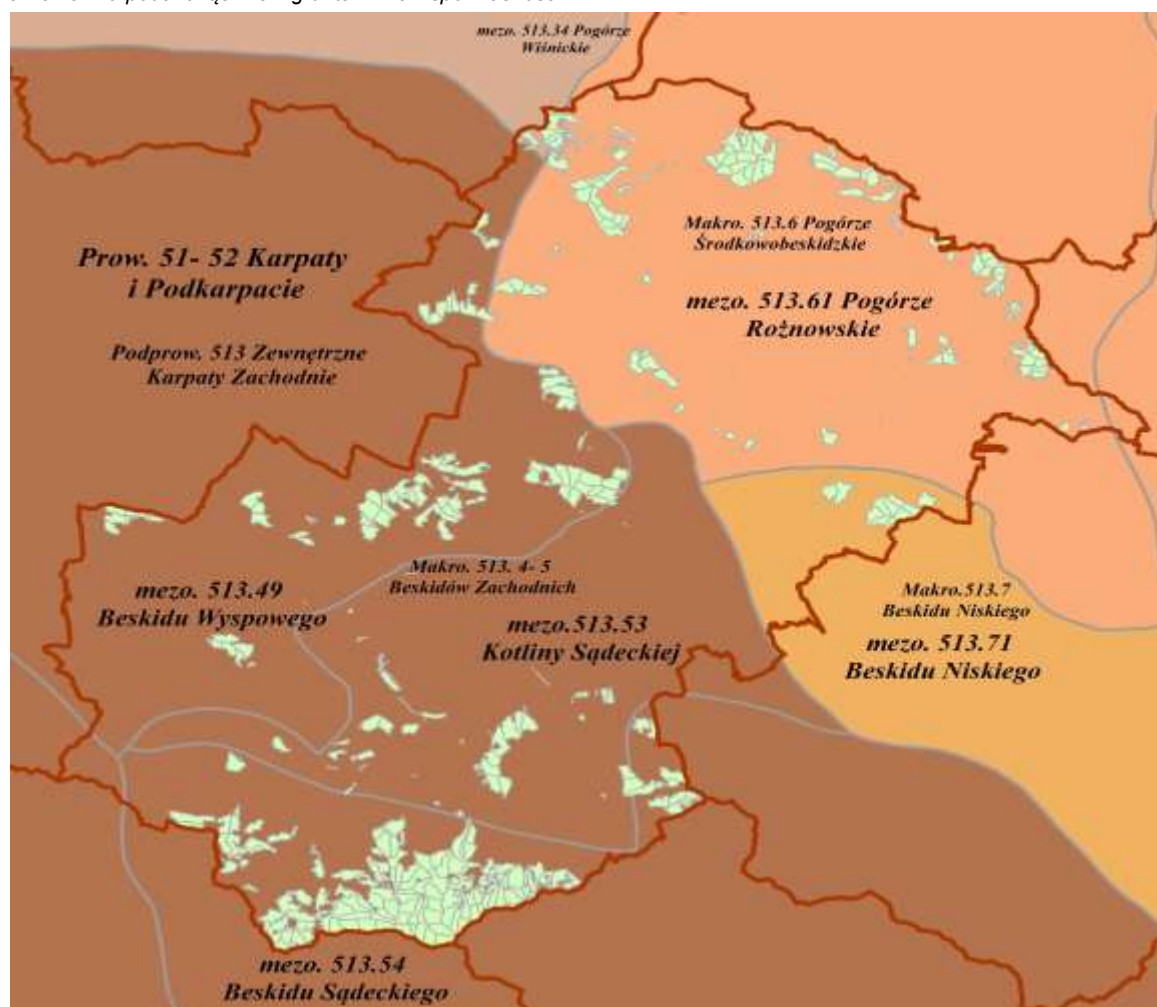 mezo. 513.34 Pogórze
Wiśnickie
Makro. 513.6 Pogórze
Środkowobeskidzkie
Prow. 51- 52 Karpaty
i Podkarpacie
mezo. 513.61 Pogórze
Rożnowskie
Podprow. 513 Zewnętrzne
Karpaty Zachodnie
Makro. 513. 4- 5
Beskidów Zachodnich
mezo. 513.49
Beskidu Wyspowego
Makro.513.7
Beskidu Niskiego
mezo.513.53
Kotliny Sądeckiej
mezo. 513.71
Beskidu Niskiego
mezo. 513.54
Beskidu Sądeckiego